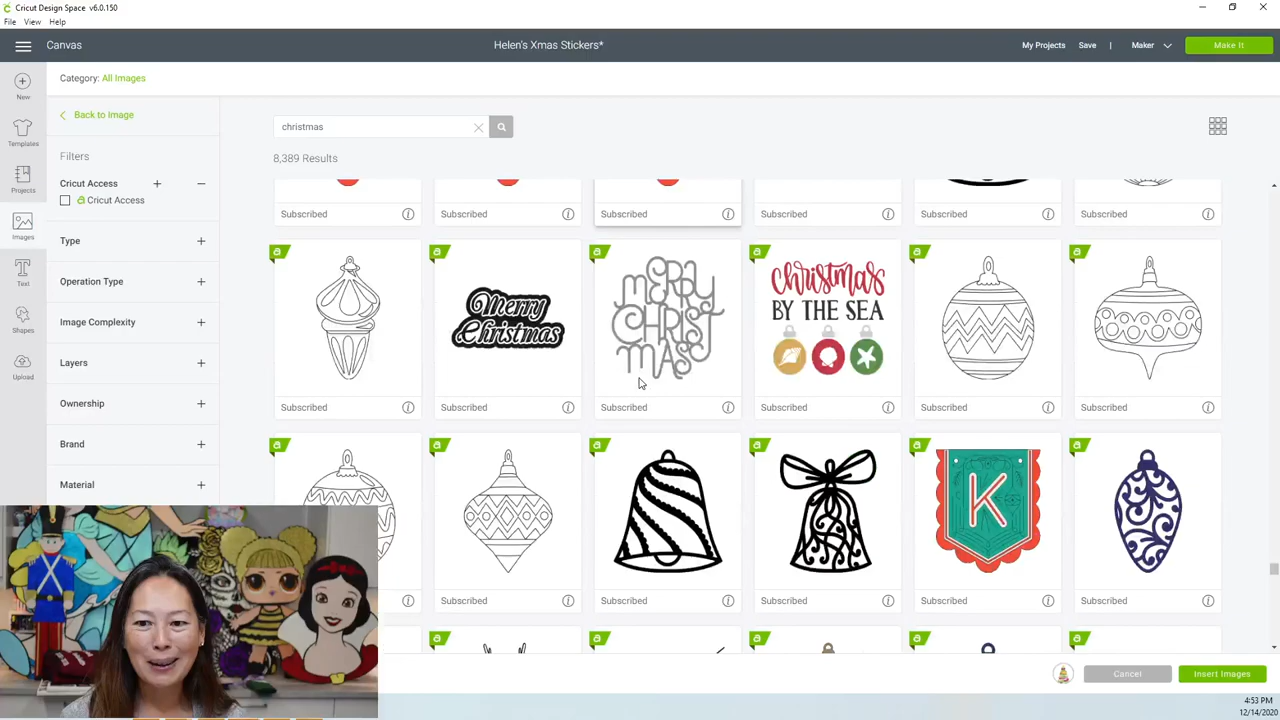 Cricut Design Space v6.0.150
File View Help
Canvas
Helen's Xmas Stickers*
My Projects Save | Maker Make It
New
Templates
Projects
Images
Text
Shapes
Upload
Category: All Images
Back to Image
Filters
Cricut Access
Cricut Access
Type
Operation Type
Image Complexity
Layers
Ownership
Brand
Material
christmas
8,389 Results
Subscribed Subscribed Subscribed Subscribed Subscribed Subscribed
Merry
Christmas
MERRY
CHRIST
MAS
christmas
BY THE SEA
Subscribed Subscribed Subscribed Subscribed Subscribed Subscribed
K
Subscribed Subscribed Subscribed Subscribed Subscribed
Cancel Insert Images
4:53 PM
12/14/2020